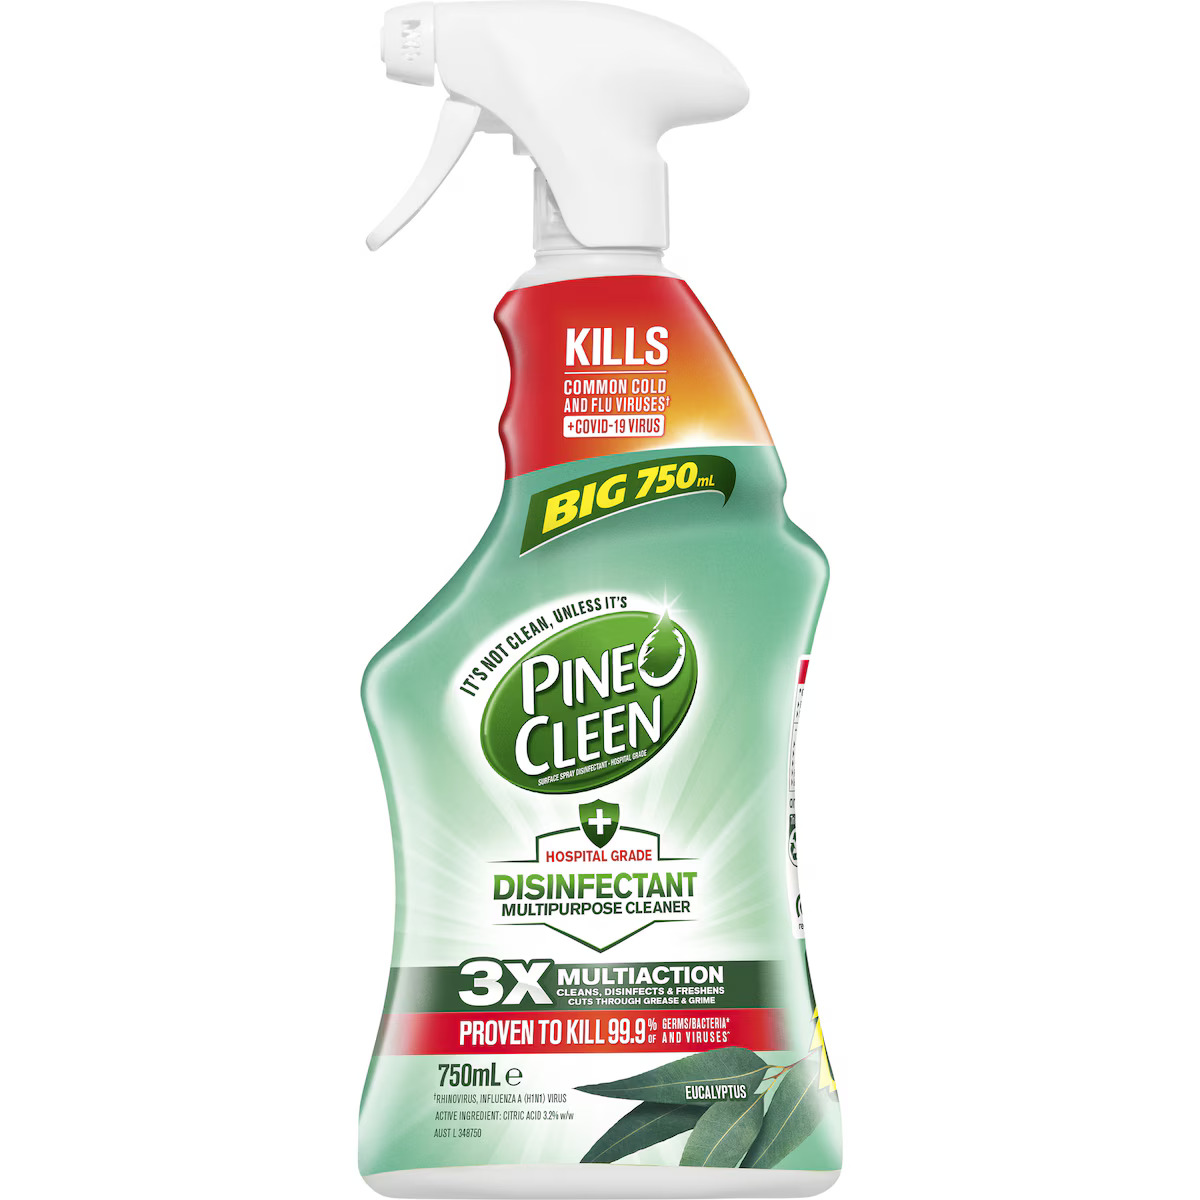 KILLS
COMMON COLD
AND FLU VIRUSES†
+COVID-19 VIRUS
BIG 750mL
IT'S NOT CLEAN, UNLESS IT'S
PINE O
CLEEN
SURFACE SPRAY DISINFECTANT - HOSPITAL GRADE
HOSPITAL GRADE
DISINFECTANT
MULTIPURPOSE CLEANER
3X MULTIACTION
CLEANS, DISINFECTS & FRESHENS
CUTS THROUGH GREASE & GRIME
PROVEN TO KILL 99.9% OF GERMS/BACTERIA*
AND VIRUSES^
750mL ℮
EUCALYPTUS
†RHINOVIRUS, INFLUENZA A (H1N1) VIRUS
ACTIVE INGREDIENT: CITRIC ACID 3.2% w/w
AUST L 348750